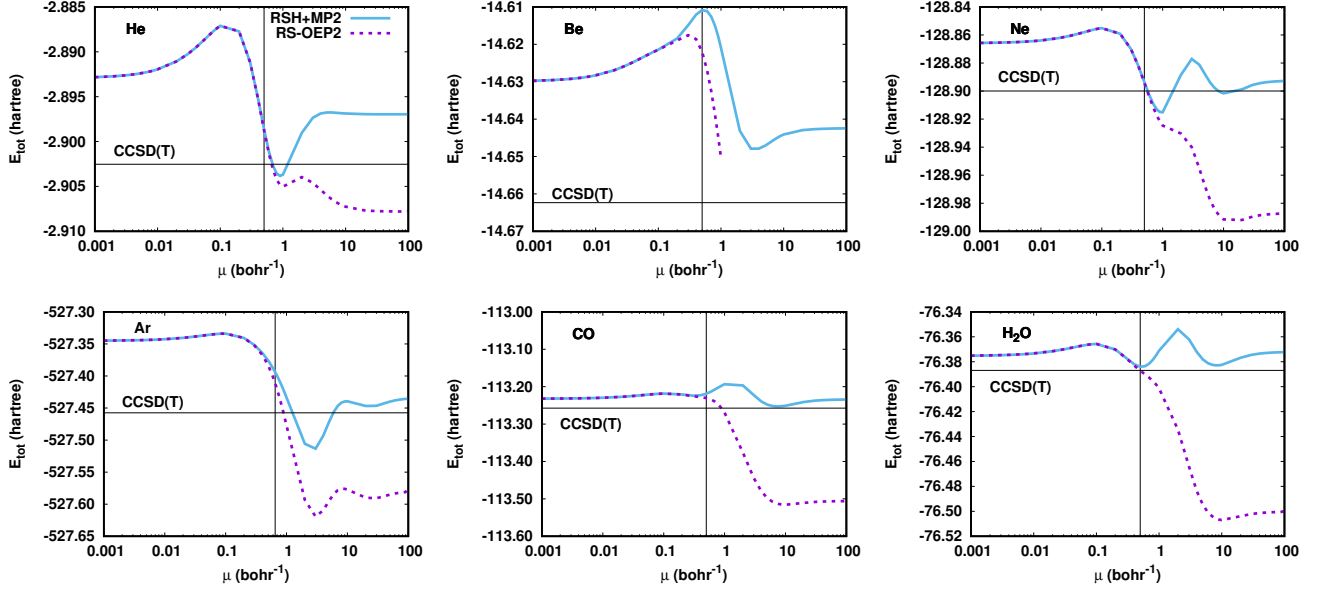 He
RSH+MP2
RS-OEP2
CCSD(T)
E_tot (hartree)
-2.885
-2.890
-2.895
-2.900
-2.905
-2.910
0.001 0.01 0.1 1 10 100
μ (bohr⁻¹)
Be
CCSD(T)
E_tot (hartree)
-14.61
-14.62
-14.63
-14.64
-14.65
-14.66
-14.67
0.001 0.01 0.1 1 10 100
μ (bohr⁻¹)
Ne
CCSD(T)
E_tot (hartree)
-128.84
-128.86
-128.88
-128.90
-128.92
-128.94
-128.96
-128.98
-129.00
0.001 0.01 0.1 1 10 100
μ (bohr⁻¹)
Ar
CCSD(T)
E_tot (hartree)
-527.30
-527.35
-527.40
-527.45
-527.50
-527.55
-527.60
-527.65
0.001 0.01 0.1 1 10 100
μ (bohr⁻¹)
CO
CCSD(T)
E_tot (hartree)
-113.00
-113.10
-113.20
-113.30
-113.40
-113.50
-113.60
0.001 0.01 0.1 1 10 100
μ (bohr⁻¹)
H₂O
CCSD(T)
E_tot (hartree)
-76.34
-76.36
-76.38
-76.40
-76.42
-76.44
-76.46
-76.48
-76.50
-76.52
0.001 0.01 0.1 1 10 100
μ (bohr⁻¹)